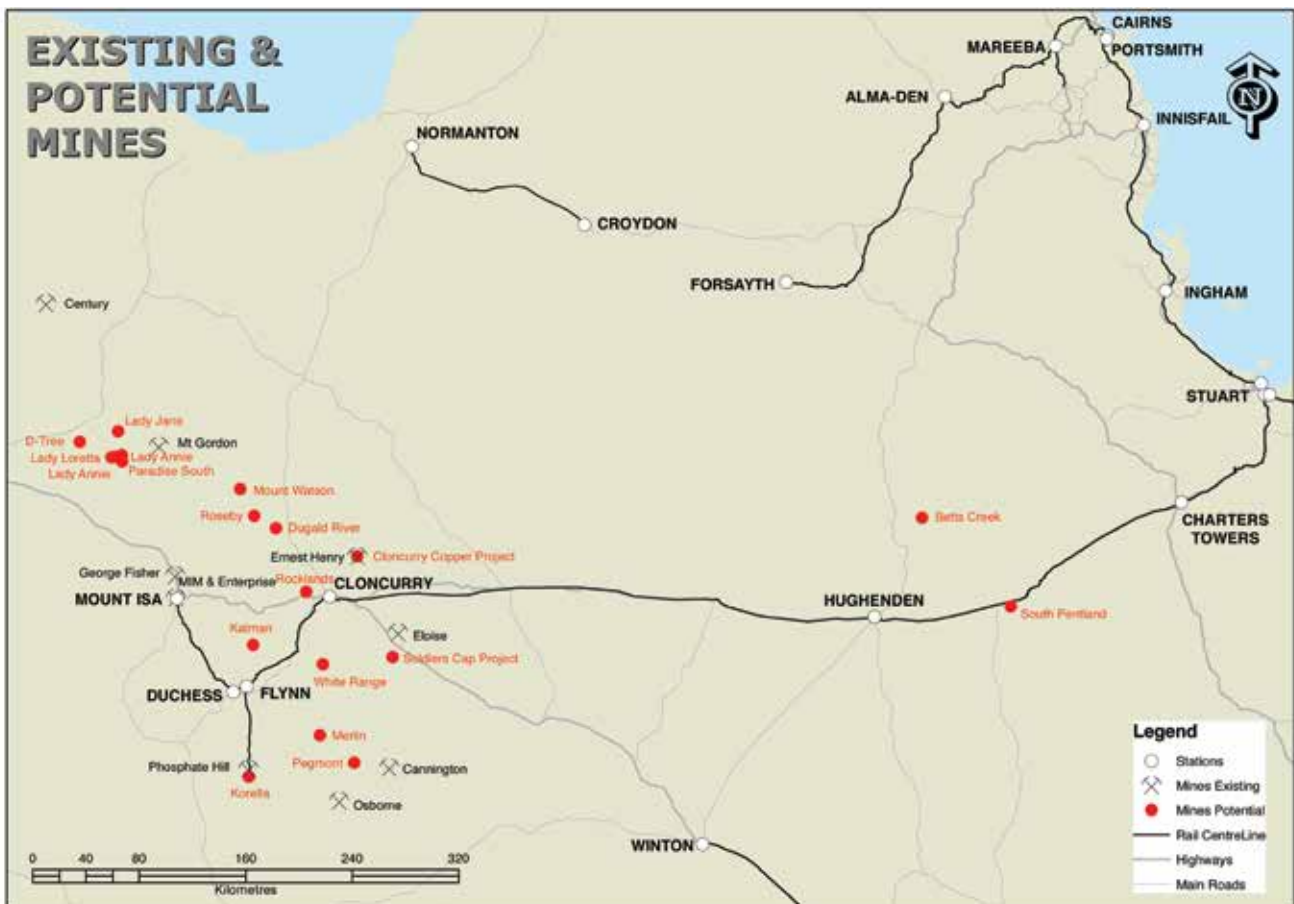 EXISTING &
POTENTIAL
MINES
CAIRNS
MAREEBA
PORTSMITH
N
ALMA-DEN
INNISFAIL
NORMANTON
CROYDON
FORSAYTH
INGHAM
Century
STUART
Lady Jane
D-Tree
Mt Gordon
Lady Loretta
Lady Annie
Lady Annie
Paradise South
Mount Watson
Roseby
Dugald River
Betts Creek
CHARTERS
TOWERS
Ernest Henry
Cloncurry Copper Project
George Fisher
MIM & Enterprise
Rocklands
CLONCURRY
MOUNT ISA
HUGHENDEN
South Pentland
Kalman
Eloise
Soldiers Cap Project
White Range
DUCHESS
FLYNN
Merlin
Phosphate Hill
Pegmont
Cannington
Korella
Osborne
WINTON
Legend
Stations
Mines Existing
Mines Potential
Rail CentreLine
Highways
Main Roads
0 40 80 160 240 320
Kilometres